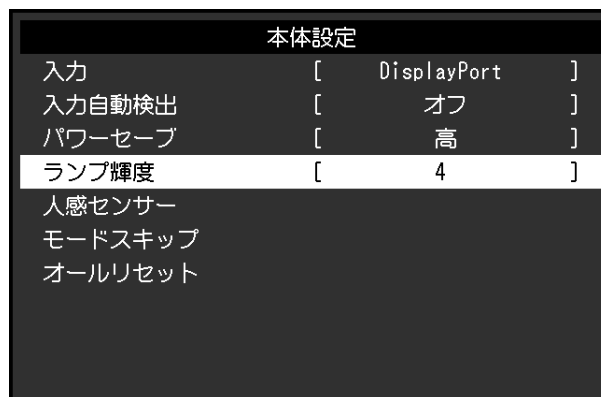 本体設定
入力 [ DisplayPort ]
入力自動検出 [ オフ ]
パワーセーブ [ 高 ]
ランプ輝度 [ 4 ]
人感センサー
モードスキップ
オールリセット